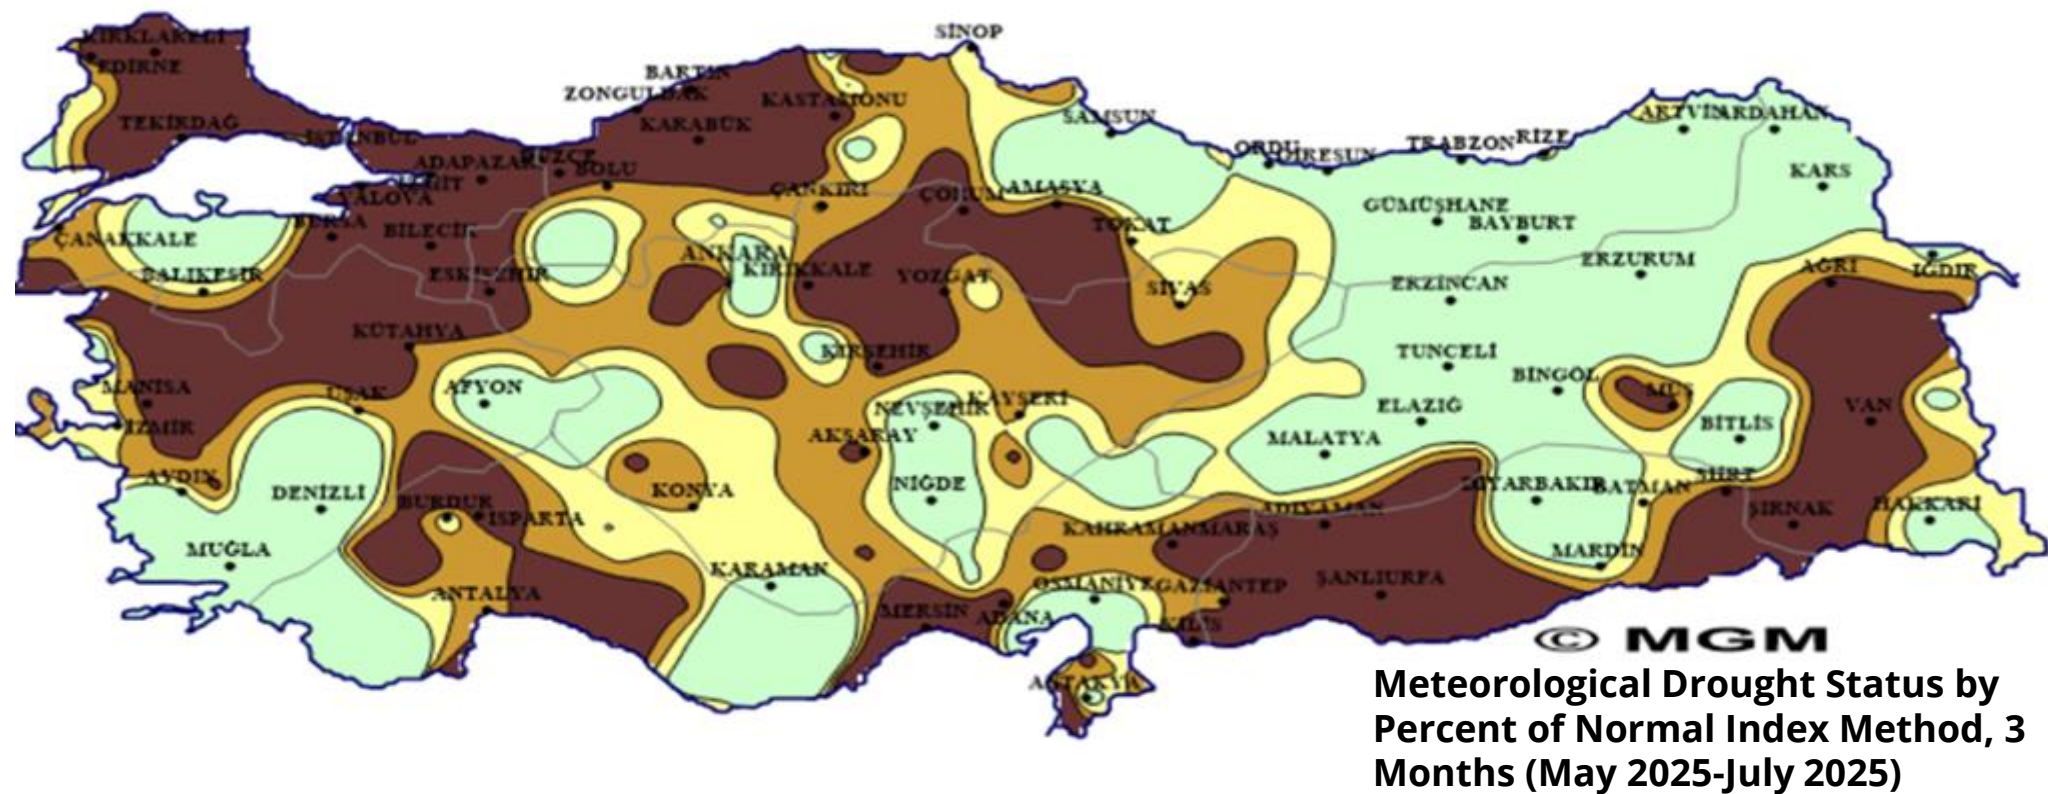 SİNOP
KIRKLARELİ
EDİRNE
BARTIN
ZONGULDAK
KASTAMONU
TEKİRDAĞ
KARABÜK
SAMSUN
ARTVİN
ARDAHAN
İSTANBUL
ADAPAZARI
DÜZCE
BOLU
ORDU
GİRESUN
TRABZON
RİZE
KARS
YALOVA
ÇANKIRI
ÇORUM
AMASYA
GÜMÜŞHANE
BAYBURT
BURSA
BİLECİK
TOKAT
ÇANAKKALE
ANKARA
KIRIKKALE
ERZURUM
AĞRI
IĞDIR
BALIKESİR
ESKİŞEHİR
YOZGAT
SİVAS
ERZİNCAN
KÜTAHYA
KIRŞEHİR
TUNCELİ
BİNGÖL
MUŞ
MANİSA
UŞAK
AFYON
NEVŞEHİR
KAYSERİ
ELAZIĞ
BİTLİS
VAN
İZMİR
AKSARAY
MALATYA
AYDIN
DENİZLİ
BURDUR
ISPARTA
KONYA
NİĞDE
DİYARBAKIR
BATMAN
SİİRT
ŞIRNAK
HAKKARİ
KAHRAMANMARAŞ
ADIYAMAN
MUĞLA
KARAMAN
MARDİN
ANTALYA
MERSİN
ADANA
OSMANİYE
GAZİANTEP
ŞANLIURFA
KİLİS
ANTAKYA
© MGM
Meteorological Drought Status by
Percent of Normal Index Method, 3
Months (May 2025-July 2025)